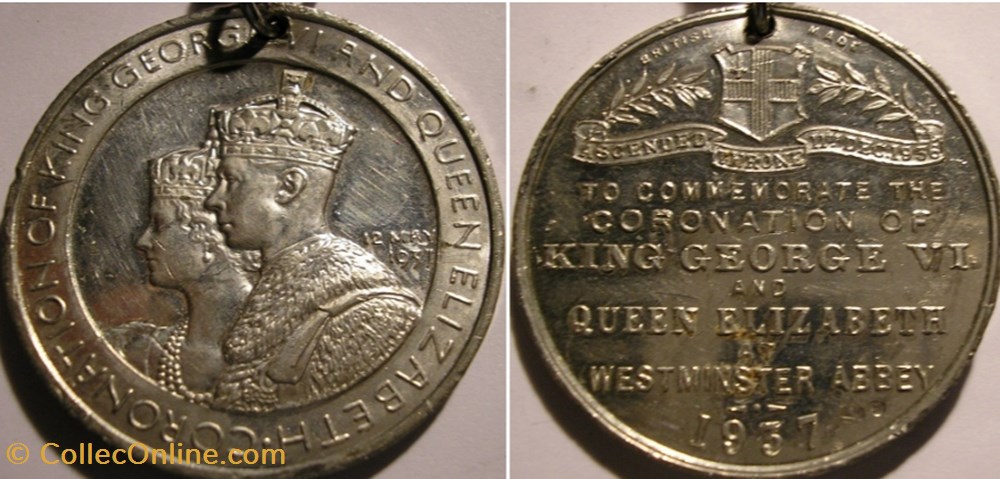 CORONATION OF KING GEORGE VI AND QUEEN ELIZABETH
12 MAY
1937
BRITISH MADE
ASCENDED THRONE 11TH DEC 1936
TO COMMEMORATE THE
CORONATION OF
KING GEORGE VI
AND
QUEEN ELIZABETH
AT
WESTMINSTER ABBEY
1937
© CollecOnline.com